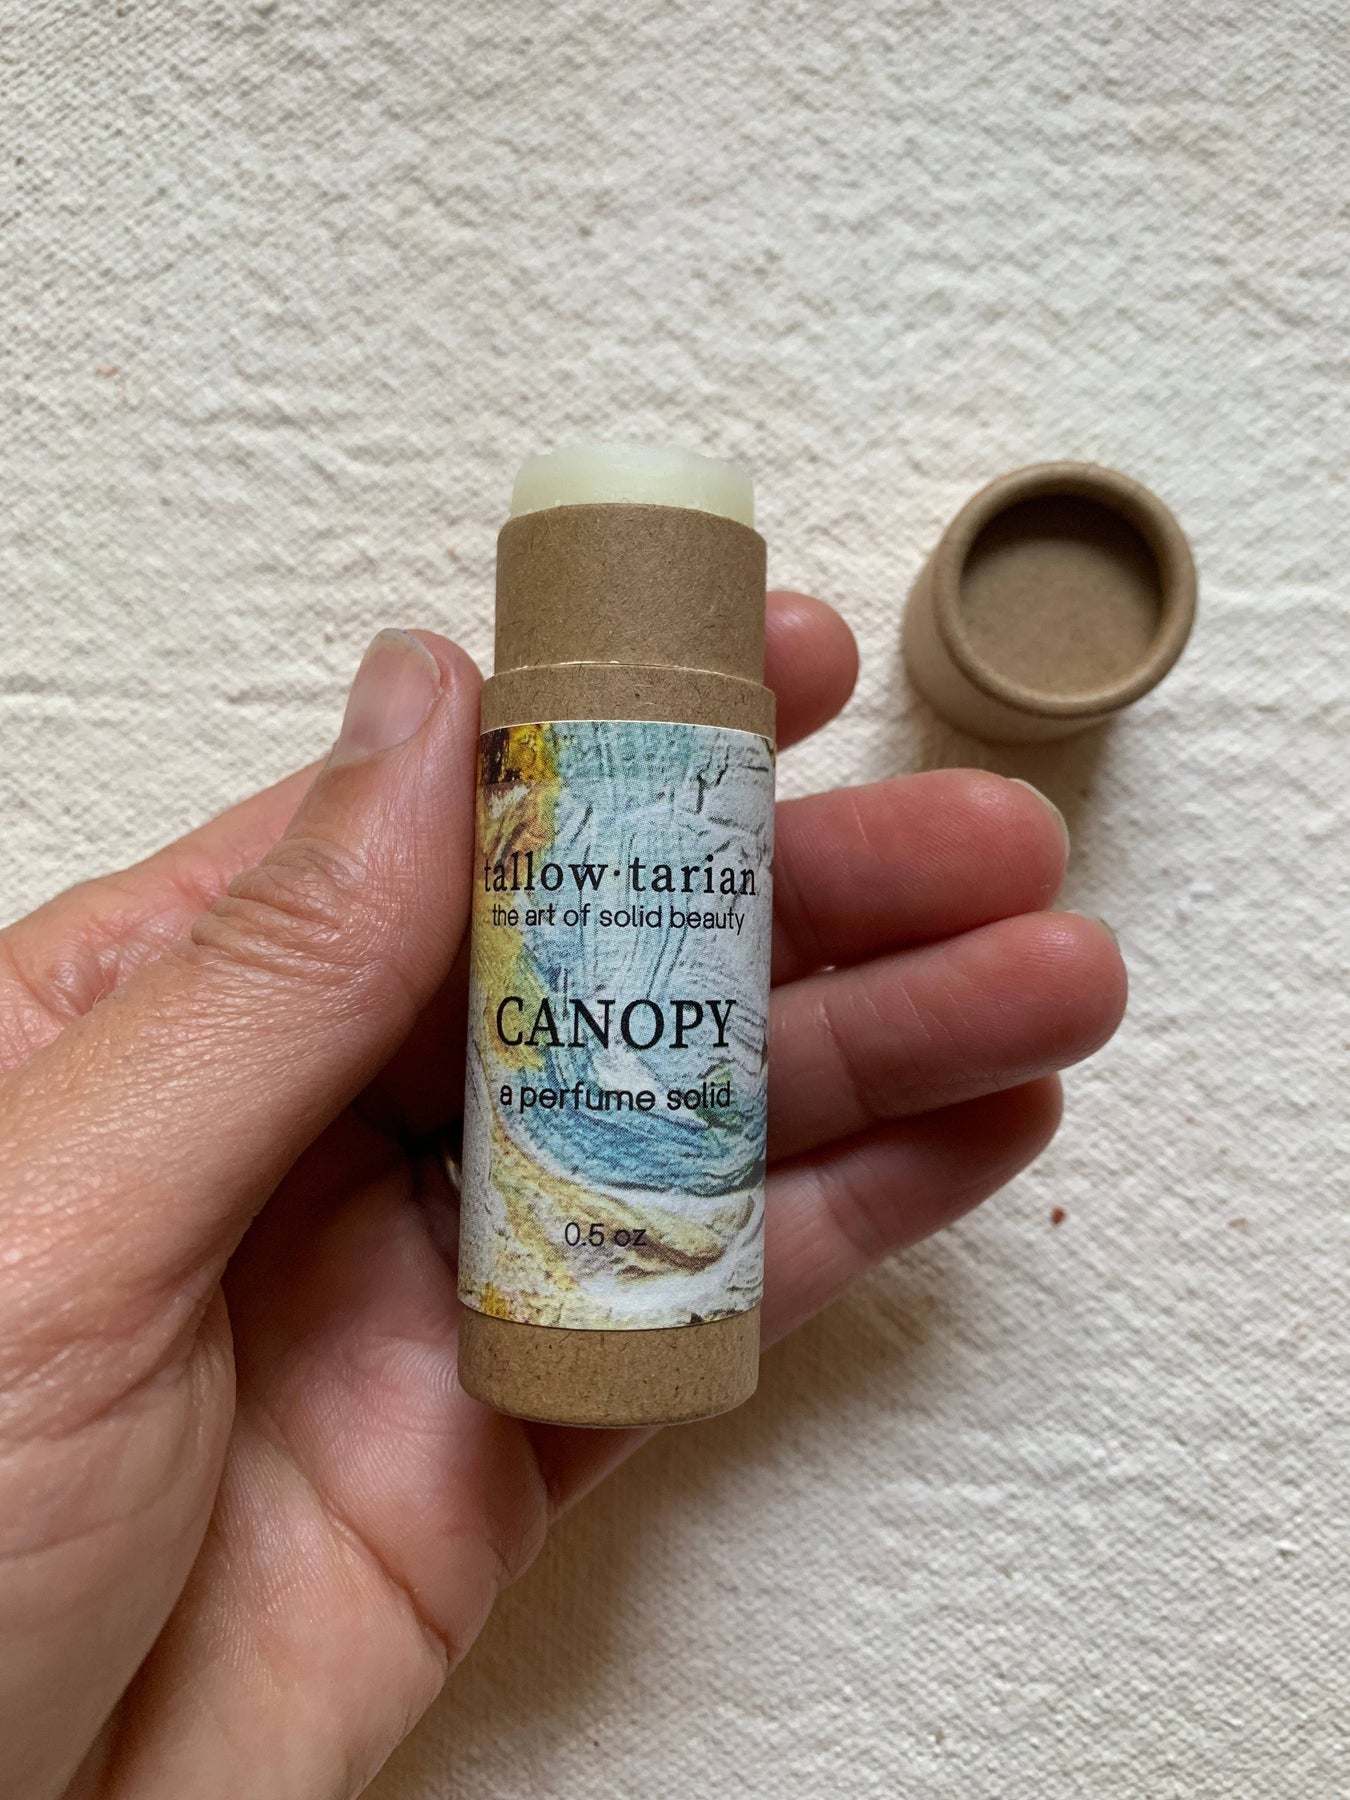 tallow·tarian
the art of solid beauty
CANOPY
a perfume solid
0.5 oz